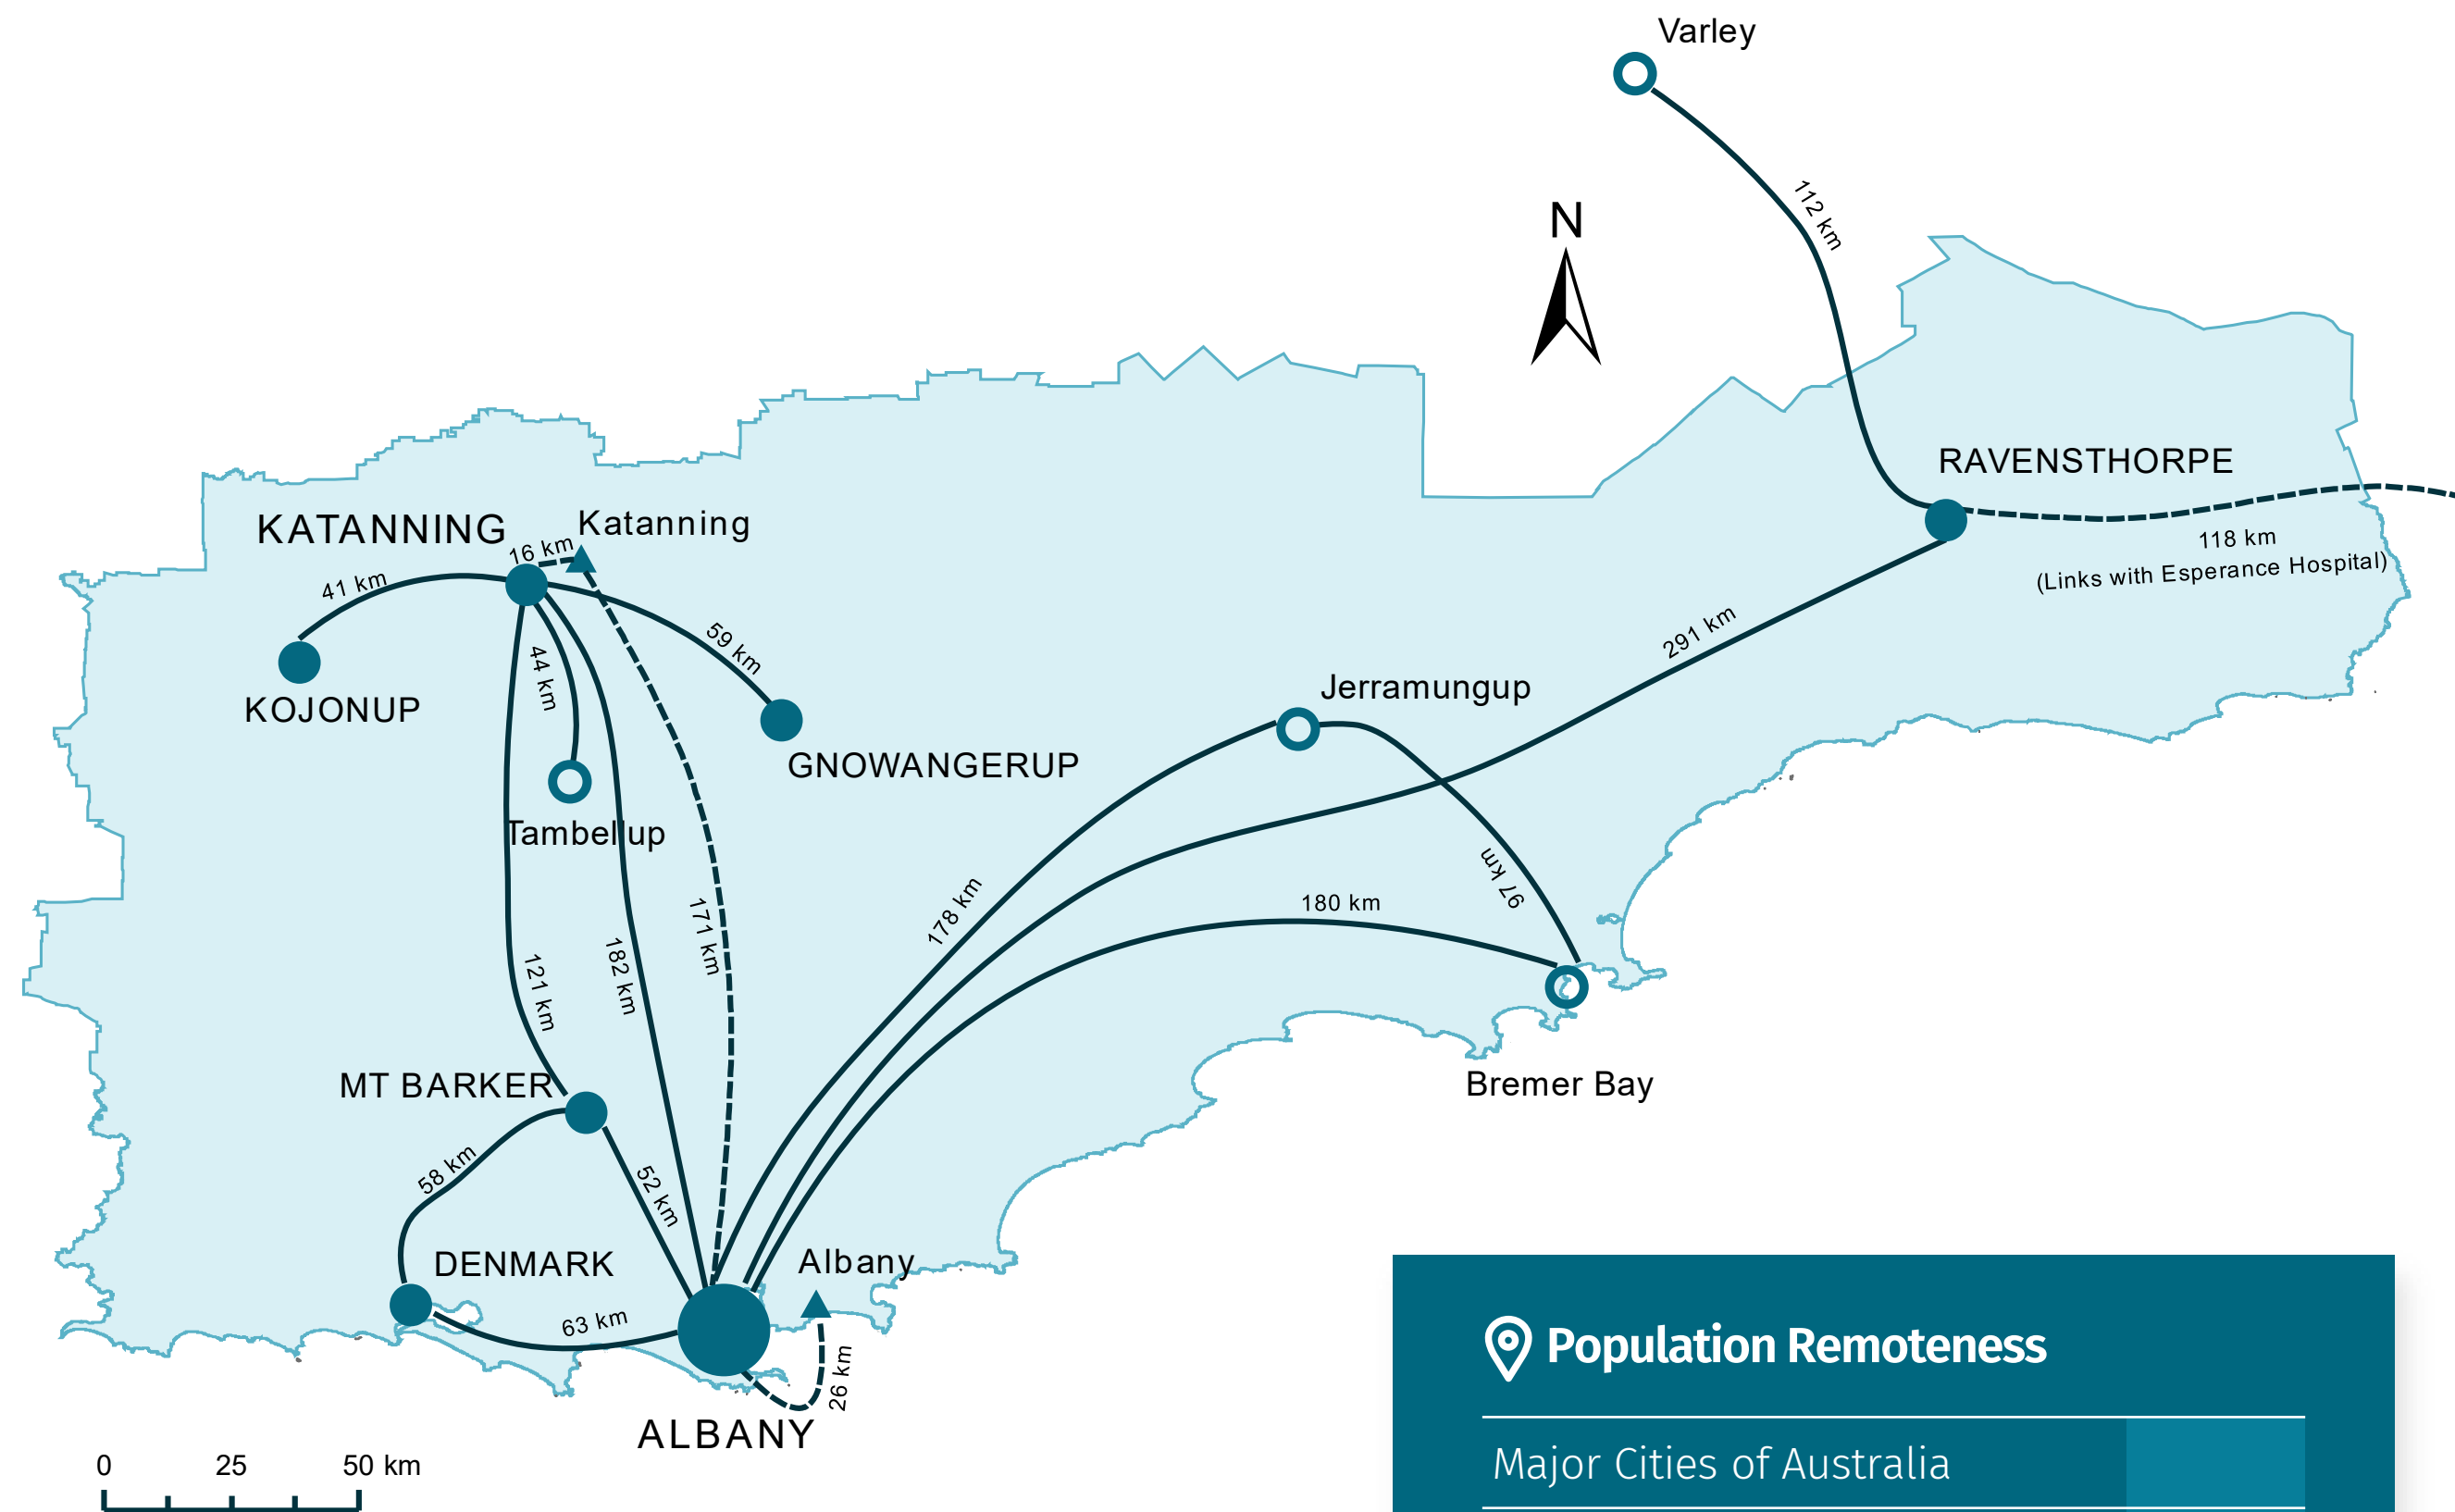 Varley
112 km
N
RAVENSTHORPE
118 km
(Links with Esperance Hospital)
KATANNING
Katanning
16 km
41 km
59 km
291 km
44 km
KOJONUP
Jerramungup
GNOWANGERUP
Tambellup
97 km
178 km
180 km
171 km
182 km
121 km
MT BARKER
Bremer Bay
58 km
52 km
DENMARK
Albany
63 km
26 km
ALBANY
0 25 50 km
Population Remoteness
Major Cities of Australia